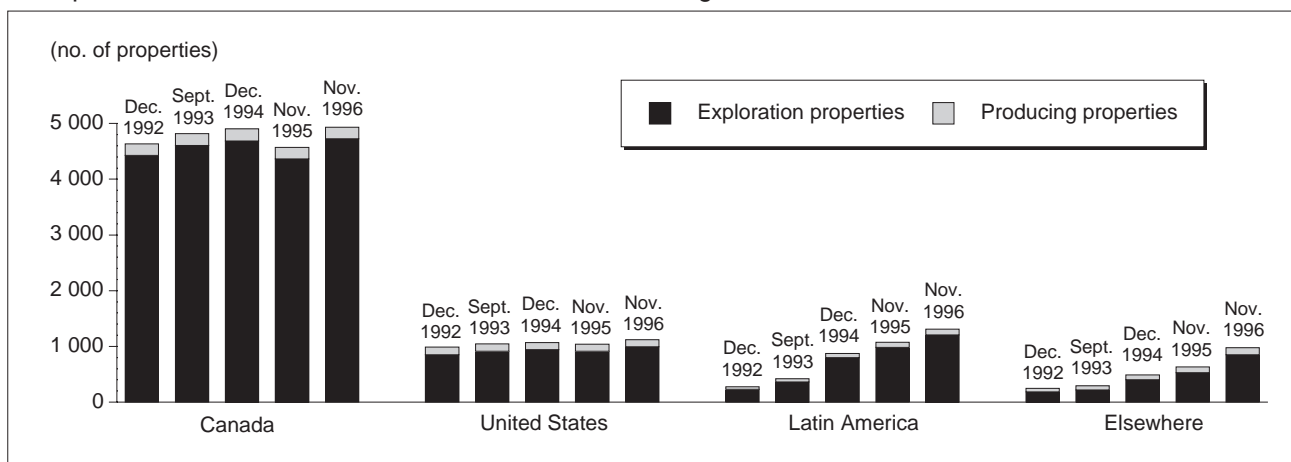 (no. of properties)
Exploration properties
Producing properties
5 000
4 000
3 000
2 000
1 000
0
Dec.
1992
Sept.
1993
Dec.
1994
Nov.
1995
Nov.
1996
Canada
Dec.
1992
Sept.
1993
Dec.
1994
Nov.
1995
Nov.
1996
United States
Dec.
1992
Sept.
1993
Dec.
1994
Nov.
1995
Nov.
1996
Latin America
Dec.
1992
Sept.
1993
Dec.
1994
Nov.
1995
Nov.
1996
Elsewhere